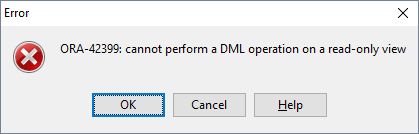 Error
ORA-42399: cannot perform a DML operation on a read-only view
OK Cancel Help